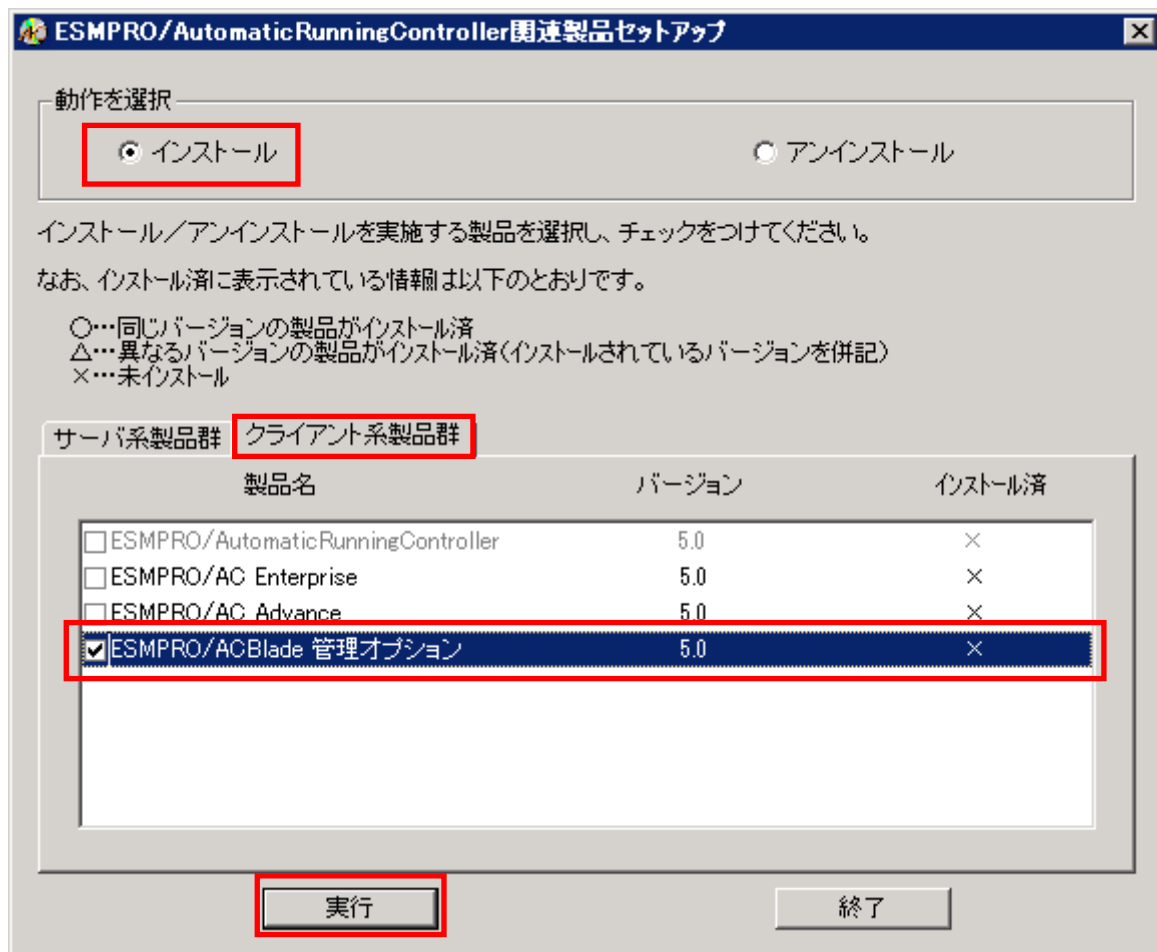 ESMPRO/AutomaticRunningController関連製品セットアップ
動作を選択
インストール アンインストール
インストール／アンインストールを実施する製品を選択し、チェックをつけてください。
なお、インストール済に表示されている情報は以下のとおりです。
○…同じバージョンの製品がインストール済
△…異なるバージョンの製品がインストール済(インストールされているバージョンを併記)
×…未インストール
サーバ系製品群 クライアント系製品群
製品名 バージョン インストール済
ESMPRO/AutomaticRunningController 5.0 ×
ESMPRO/AC Enterprise 5.0 ×
ESMPRO/AC Advance 5.0 ×
ESMPRO/ACBlade 管理オプション 5.0 ×
実行 終了